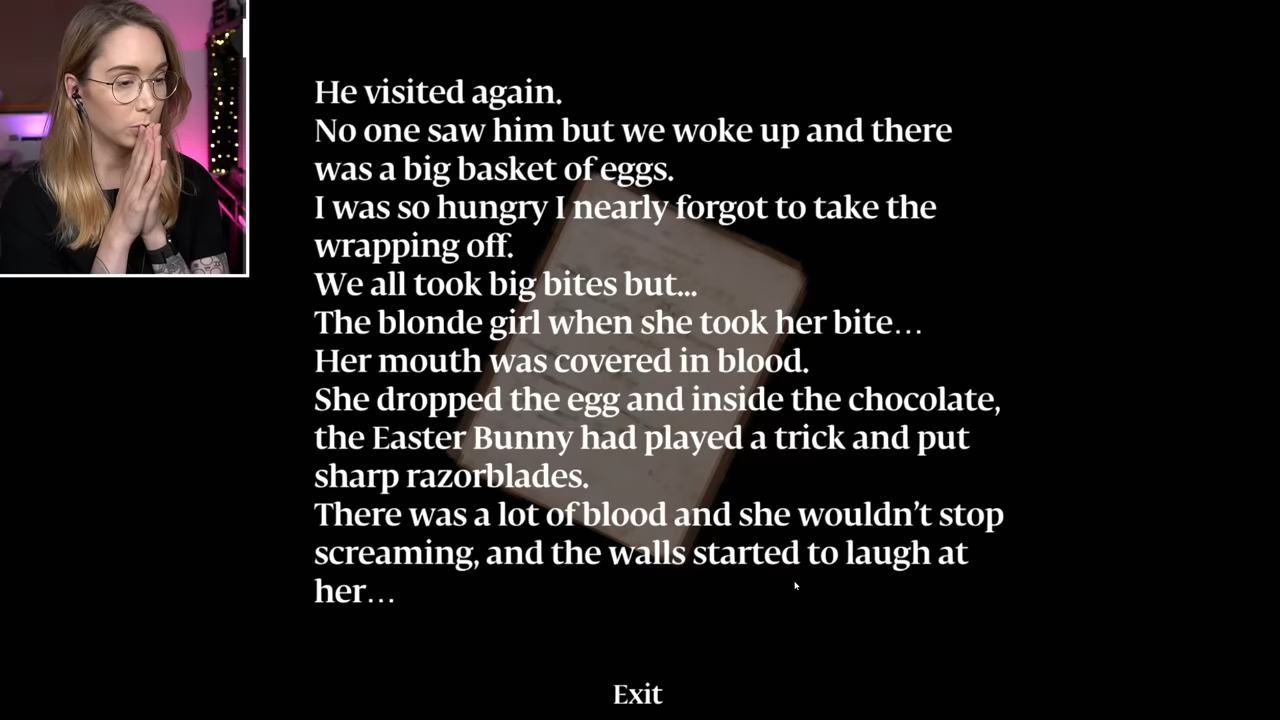 He visited again.
No one saw him but we woke up and there
was a big basket of eggs.
I was so hungry I nearly forgot to take the
wrapping off.
We all took big bites but...
The blonde girl when she took her bite…
Her mouth was covered in blood.
She dropped the egg and inside the chocolate,
the Easter Bunny had played a trick and put
sharp razorblades.
There was a lot of blood and she wouldn’t stop
screaming, and the walls started to laugh at
her…
Exit